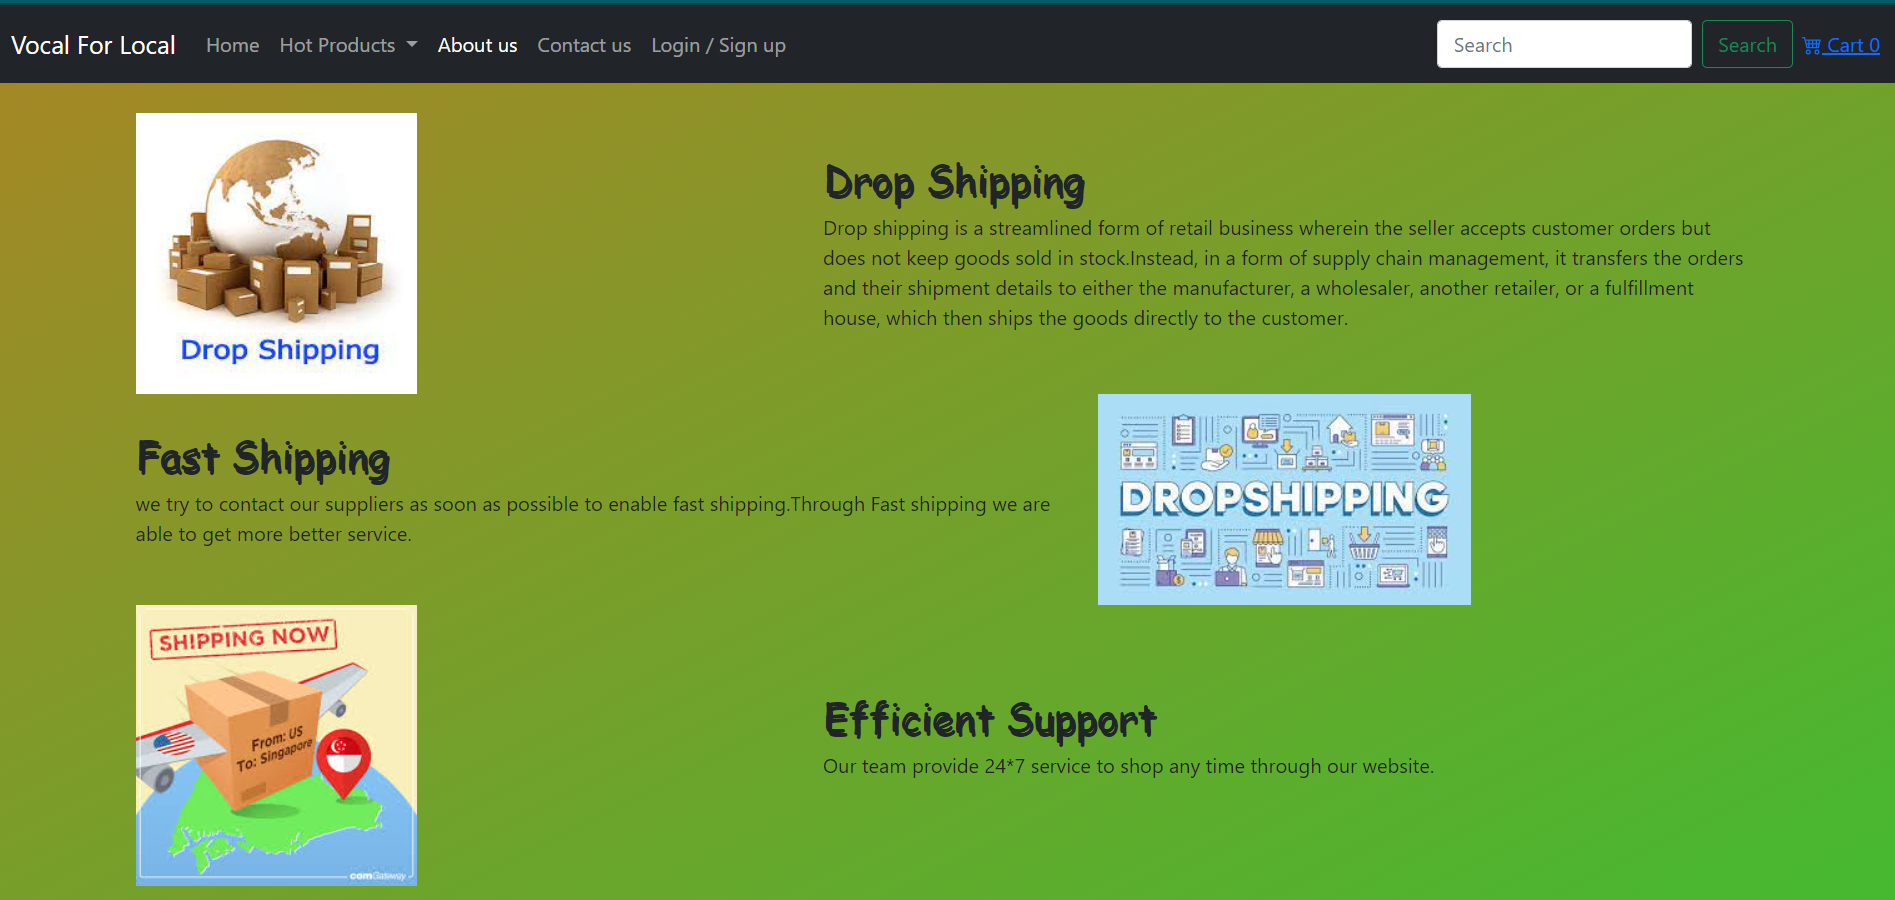 Vocal For Local Home Hot Products About us Contact us Login / Sign up Search Search Cart 0
Drop Shipping
Drop Shipping
Drop shipping is a streamlined form of retail business wherein the seller accepts customer orders but
does not keep goods sold in stock.Instead, in a form of supply chain management, it transfers the orders
and their shipment details to either the manufacturer, a wholesaler, another retailer, or a fulfillment
house, which then ships the goods directly to the customer.
Fast Shipping
we try to contact our suppliers as soon as possible to enable fast shipping.Through Fast shipping we are
able to get more better service.
DROPSHIPPING
SHIPPING NOW
From: US
To: Singapore
comGateway
Efficient Support
Our team provide 24*7 service to shop any time through our website.